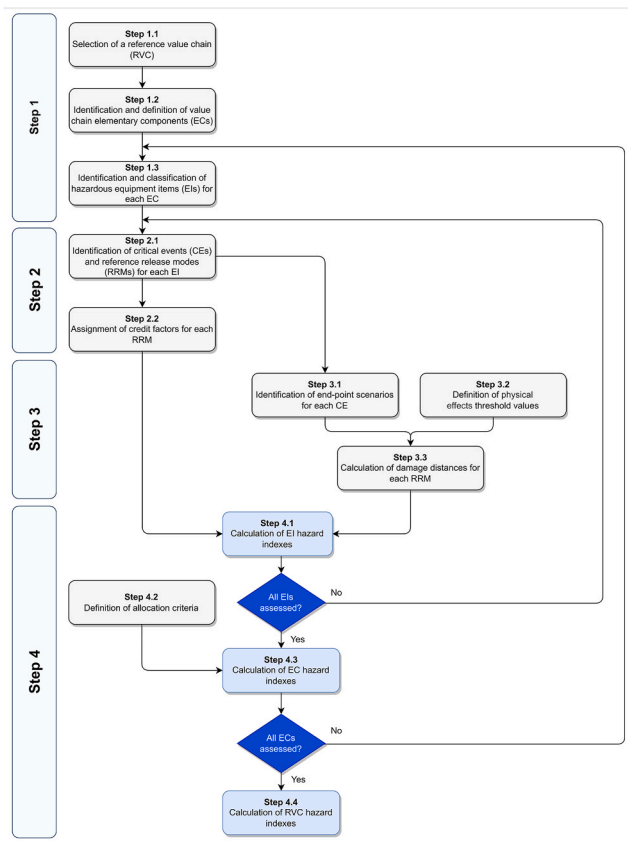 Step 1
Step 1.1
Selection of a reference value chain
(RVC)
Step 1.2
Identification and definition of value
chain elementary components (ECs)
Step 1.3
Identification and classification of
hazardous equipment items (EIs) for
each EC
Step 2
Step 2.1
Identification of critical events (CEs)
and reference release modes
(RRMs) for each EI
Step 2.2
Assignment of credit factors for each
RRM
Step 3
Step 3.1
Identification of end-point scenarios
for each CE
Step 3.2
Definition of physical
effects threshold values
Step 3.3
Calculation of damage distances for
each RRM
Step 4
Step 4.1
Calculation of EI hazard
indexes
All EIs
assessed?
No
Yes
Step 4.2
Definition of allocation criteria
Step 4.3
Calculation of EC hazard
indexes
All ECs
assessed?
No
Yes
Step 4.4
Calculation of RVC hazard
indexes